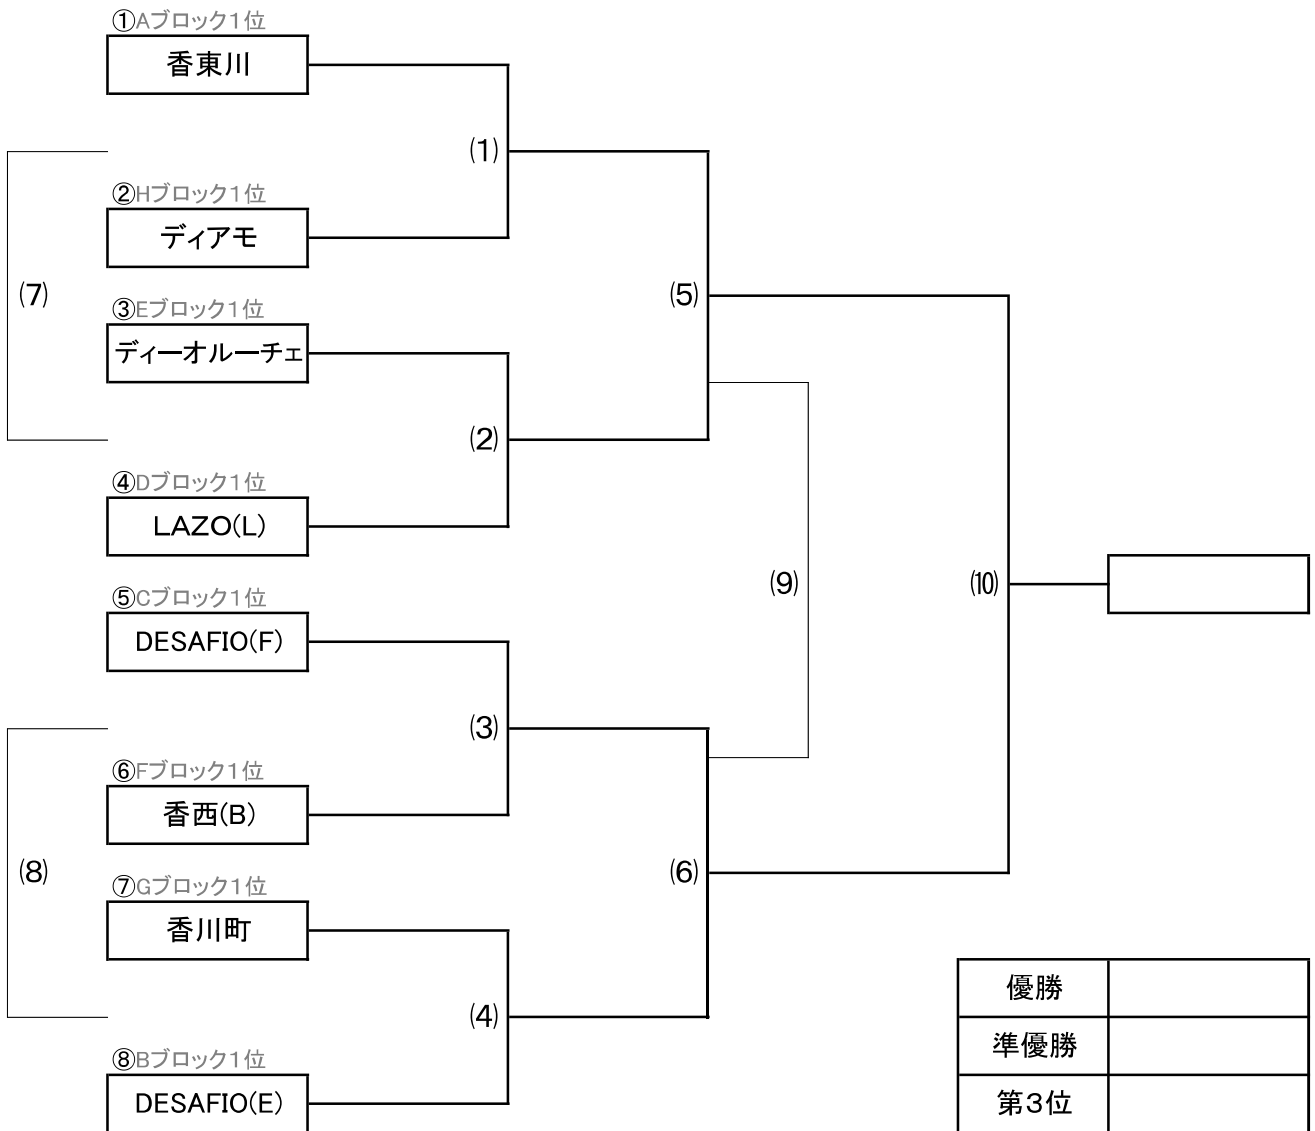 ①Aブロック１位
香東川
⑴
②Hブロック１位
ディアモ
⑺
⑸
③Eブロック１位
ディーオルーチェ
⑵
④Dブロック１位
LAZO(L)
⑼
⑽
⑤Cブロック１位
DESAFIO(F)
⑶
⑥Fブロック１位
香西(B)
⑻
⑹
⑦Gブロック１位
香川町
⑷
⑧Bブロック１位
DESAFIO(E)
優勝
準優勝
第３位